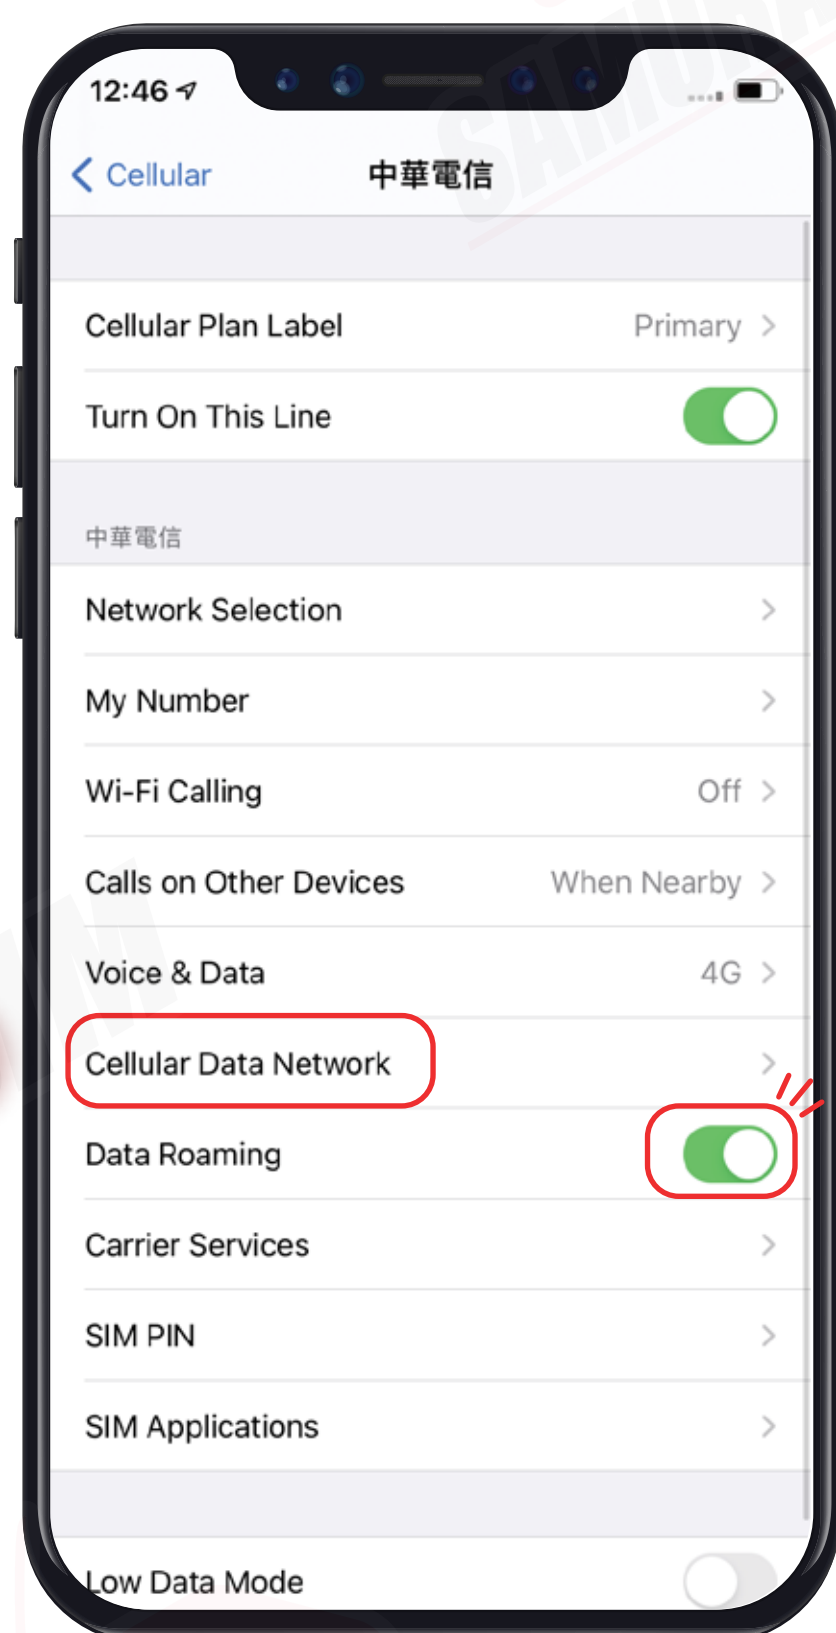 SAMURA
12:46
Cellular
中華電信
Cellular Plan Label
Primary
Turn On This Line
中華電信
Network Selection
My Number
Wi-Fi Calling
Off
Calls on Other Devices
When Nearby
Voice & Data
4G
Cellular Data Network
Data Roaming
Carrier Services
SIM PIN
SIM Applications
Low Data Mode